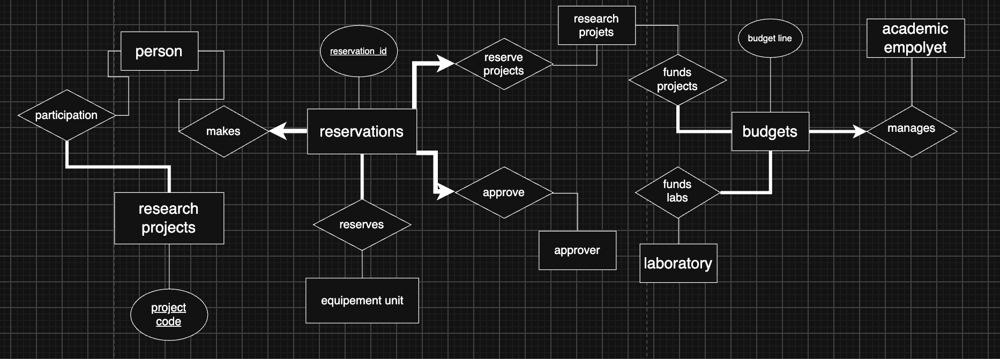 research
projets
academic
empolyet
budget line
person
reservation_id
reserve
projects
funds
projects
participation
makes
reservations
budgets
manages
funds
labs
approve
research
projects
reserves
approver
laboratory
equipement unit
project
code